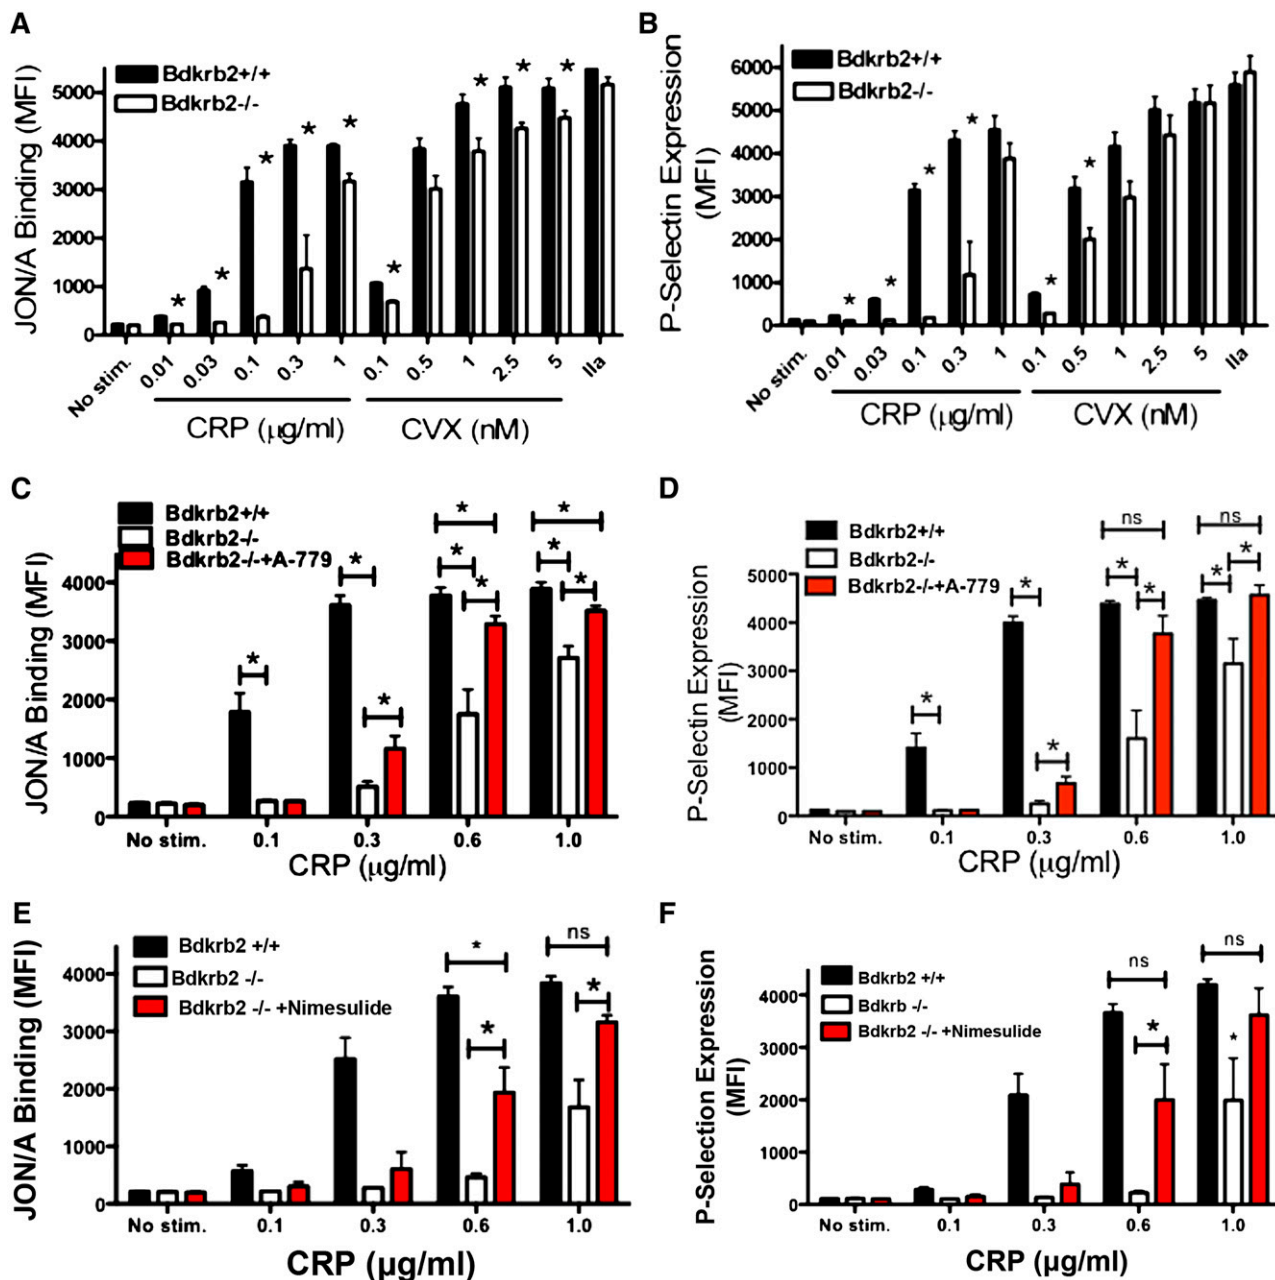 A
JON/A Binding (MFI)
Bdkrb2+/+
Bdkrb2-/-
5000
4000
3000
2000
1000
0
* * * * * * * * *
No stim. 0.01 0.03 0.1 0.3 1 0.1 0.5 1 2.5 5 IIa
CRP (μg/ml) CVX (nM)
B
P-Selectin Expression
(MFI)
Bdkrb2+/+
Bdkrb2-/-
6000
5000
4000
3000
2000
1000
0
* * * * * *
No stim. 0.01 0.03 0.1 0.3 1 0.1 0.5 1 2.5 5 IIa
CRP (μg/ml) CVX (nM)
C
JON/A Binding (MFI)
Bdkrb2+/+
Bdkrb2-/-
Bdkrb2-/-+A-779
4000
3000
2000
1000
0
* * * * * * * * *
No stim. 0.1 0.3 0.6 1.0
CRP (μg/ml)
D
P-Selectin Expression
(MFI)
Bdkrb2+/+
Bdkrb2-/-
Bdkrb2-/-+A-779
5000
4000
3000
2000
1000
0
ns ns
* * * * * * *
No stim. 0.1 0.3 0.6 1.0
CRP (μg/ml)
E
JON/A Binding (MFI)
Bdkrb2 +/+
Bdkrb2 -/-
Bdkrb2 -/- +Nimesulide
4000
3000
2000
1000
0
* ns
* *
No stim. 0.1 0.3 0.6 1.0
CRP (μg/ml)
F
P-Selection Expression
(MFI)
Bdkrb2 +/+
Bdkrb -/-
Bdkrb2 -/- +Nimesulide
4000
3000
2000
1000
0
ns ns
* *
No stim. 0.1 0.3 0.6 1.0
CRP (μg/ml)